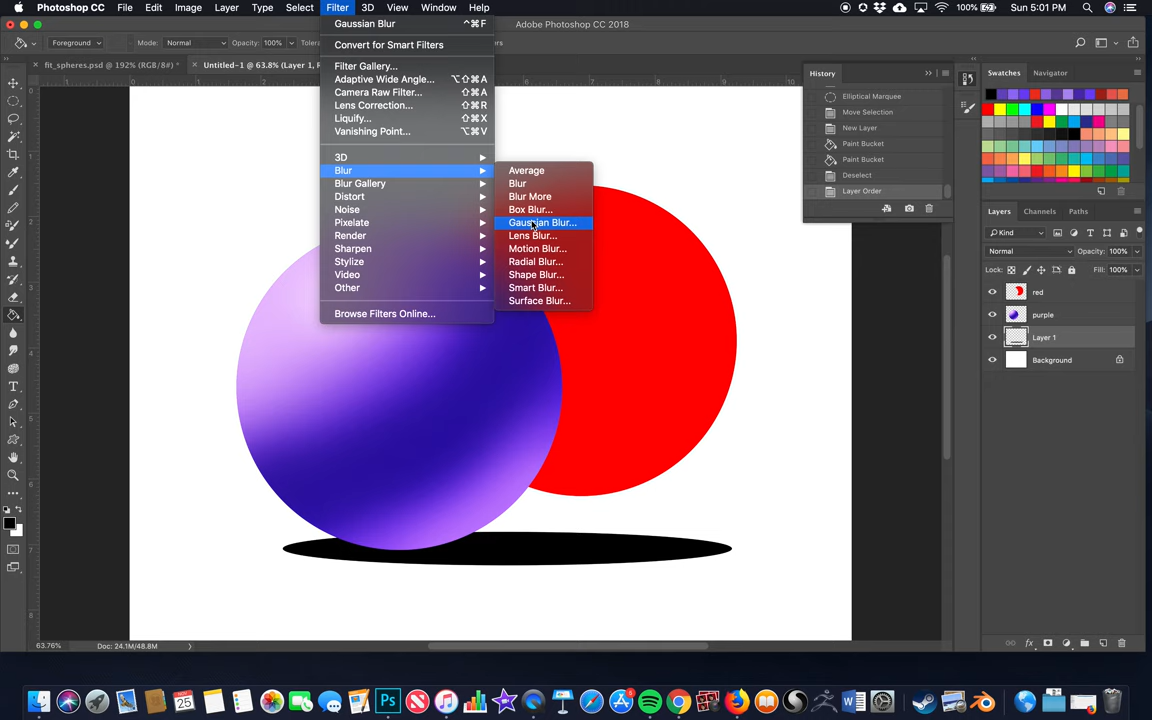 Photoshop CC File Edit Image Layer Type Select Filter 3D View Window Help 100% Sun 5:01 PM
Adobe Photoshop CC 2018
Foreground Mode: Normal Opacity: 100%
fit_spheres.psd @ 192% (RGB/8#) * Untitled-1 @ 63.8% (Layer 1, R
Gaussian Blur ^⌘F
Convert for Smart Filters
Filter Gallery...
Adaptive Wide Angle... ⌥⇧⌘A
Camera Raw Filter... ⇧⌘A
Lens Correction... ⇧⌘R
Liquify... ⇧⌘X
Vanishing Point... ⌥⌘V
3D
Blur
Blur Gallery
Distort
Noise
Pixelate
Render
Sharpen
Stylize
Video
Other
Browse Filters Online...
Average
Blur
Blur More
Box Blur...
Gaussian Blur...
Lens Blur...
Motion Blur...
Radial Blur...
Shape Blur...
Smart Blur...
Surface Blur...
History
Elliptical Marquee
Move Selection
New Layer
Paint Bucket
Paint Bucket
Deselect
Layer Order
Swatches Navigator
Layers Channels Paths
Kind
Normal Opacity: 100%
Lock: Fill: 100%
red
purple
Layer 1
Background
63.76% Doc: 24.1M/48.8M